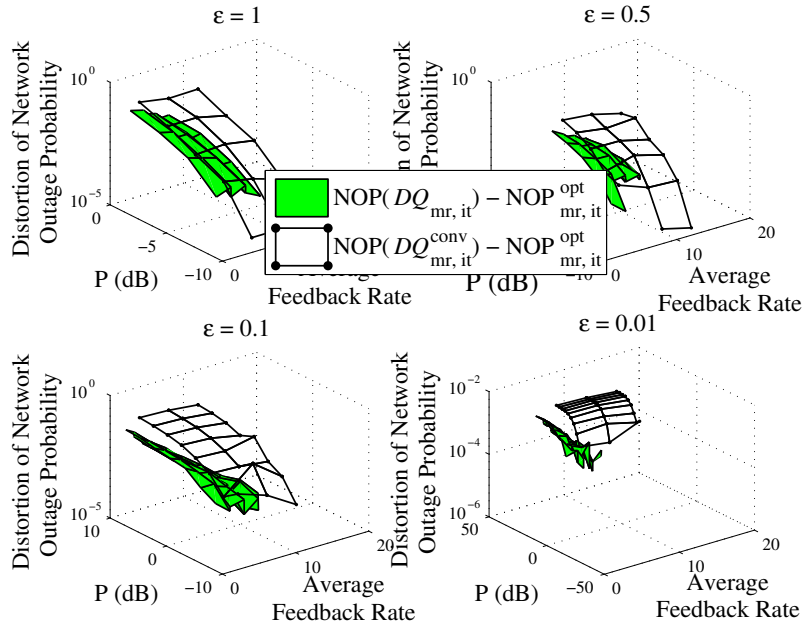 ε = 1
Distortion of Network
Outage Probability
10^0
10^-5
0
-5
-10
P (dB)
0
Feedback Rate
ε = 0.5
of Network
Probability
10^0
-10
P (dB)
0
10
20
Average
Feedback Rate
NOP(DQ_mr, it) − NOP^opt_mr, it
NOP(DQ^conv_mr, it) − NOP^opt_mr, it
ε = 0.1
Distortion of Network
Outage Probability
10^0
10^-5
10
0
-10
P (dB)
0
10
20
Average
Feedback Rate
ε = 0.01
Distortion of Network
Outage Probability
10^-2
10^-4
10^-6
50
0
-50
P (dB)
0
10
20
Average
Feedback Rate